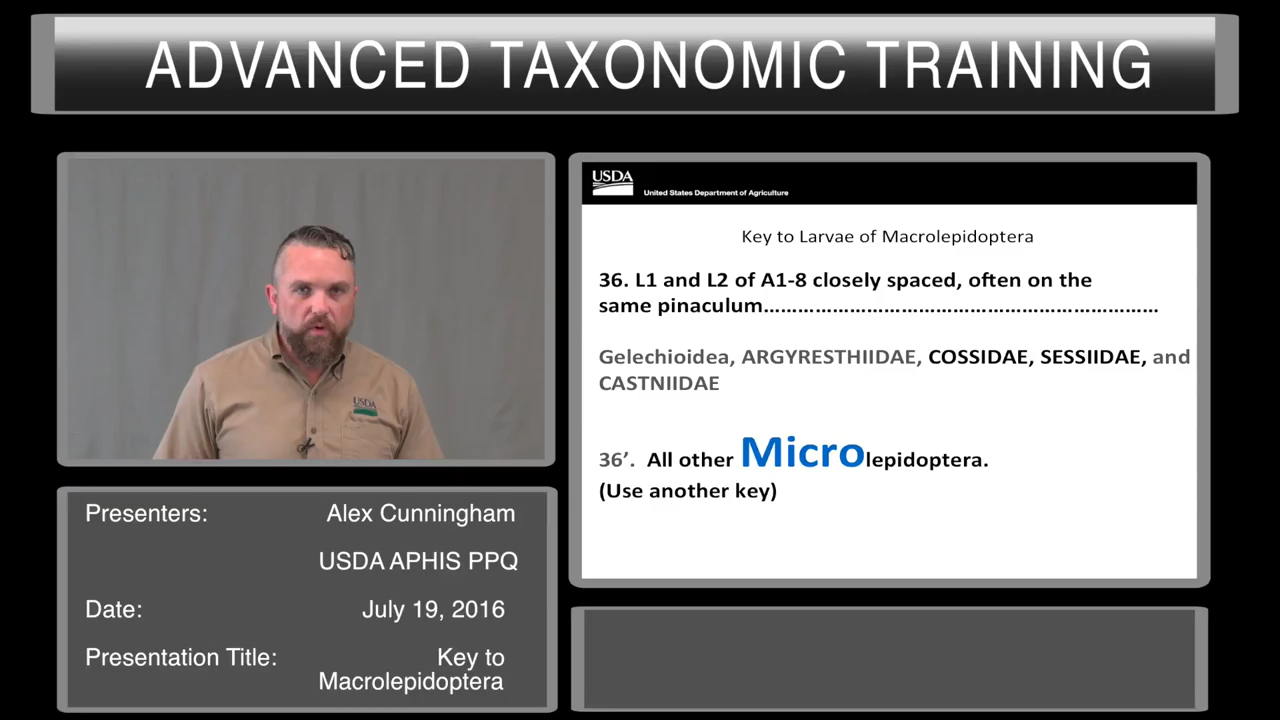 ADVANCED TAXONOMIC TRAINING
USDA
USDA
United States Department of Agriculture
Key to Larvae of Macrolepidoptera
36. L1 and L2 of A1-8 closely spaced, often on the
same pinaculum………………………………………………………………
Gelechioidea, ARGYRESTHIIDAE, COSSIDAE, SESSIIDAE, and
CASTNIIDAE
36’. All other Microlepidoptera.
(Use another key)
Presenters: Alex Cunningham
USDA APHIS PPQ
Date: July 19, 2016
Presentation Title: Key to
Macrolepidoptera